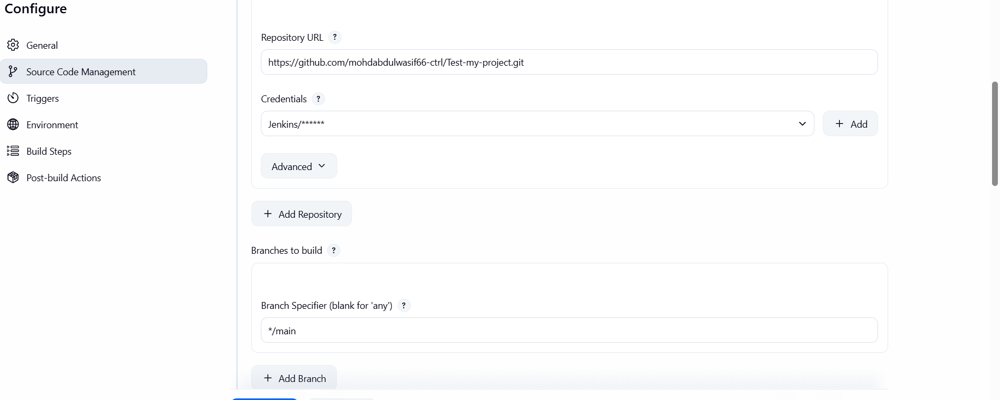 Configure
General
Source Code Management
Triggers
Environment
Build Steps
Post-build Actions
Repository URL ?
https://github.com/mohdabdulwasif66-ctrl/Test-my-project.git
Credentials ?
Jenkins/******
+ Add
Advanced
+ Add Repository
Branches to build ?
Branch Specifier (blank for 'any') ?
*/main
+ Add Branch